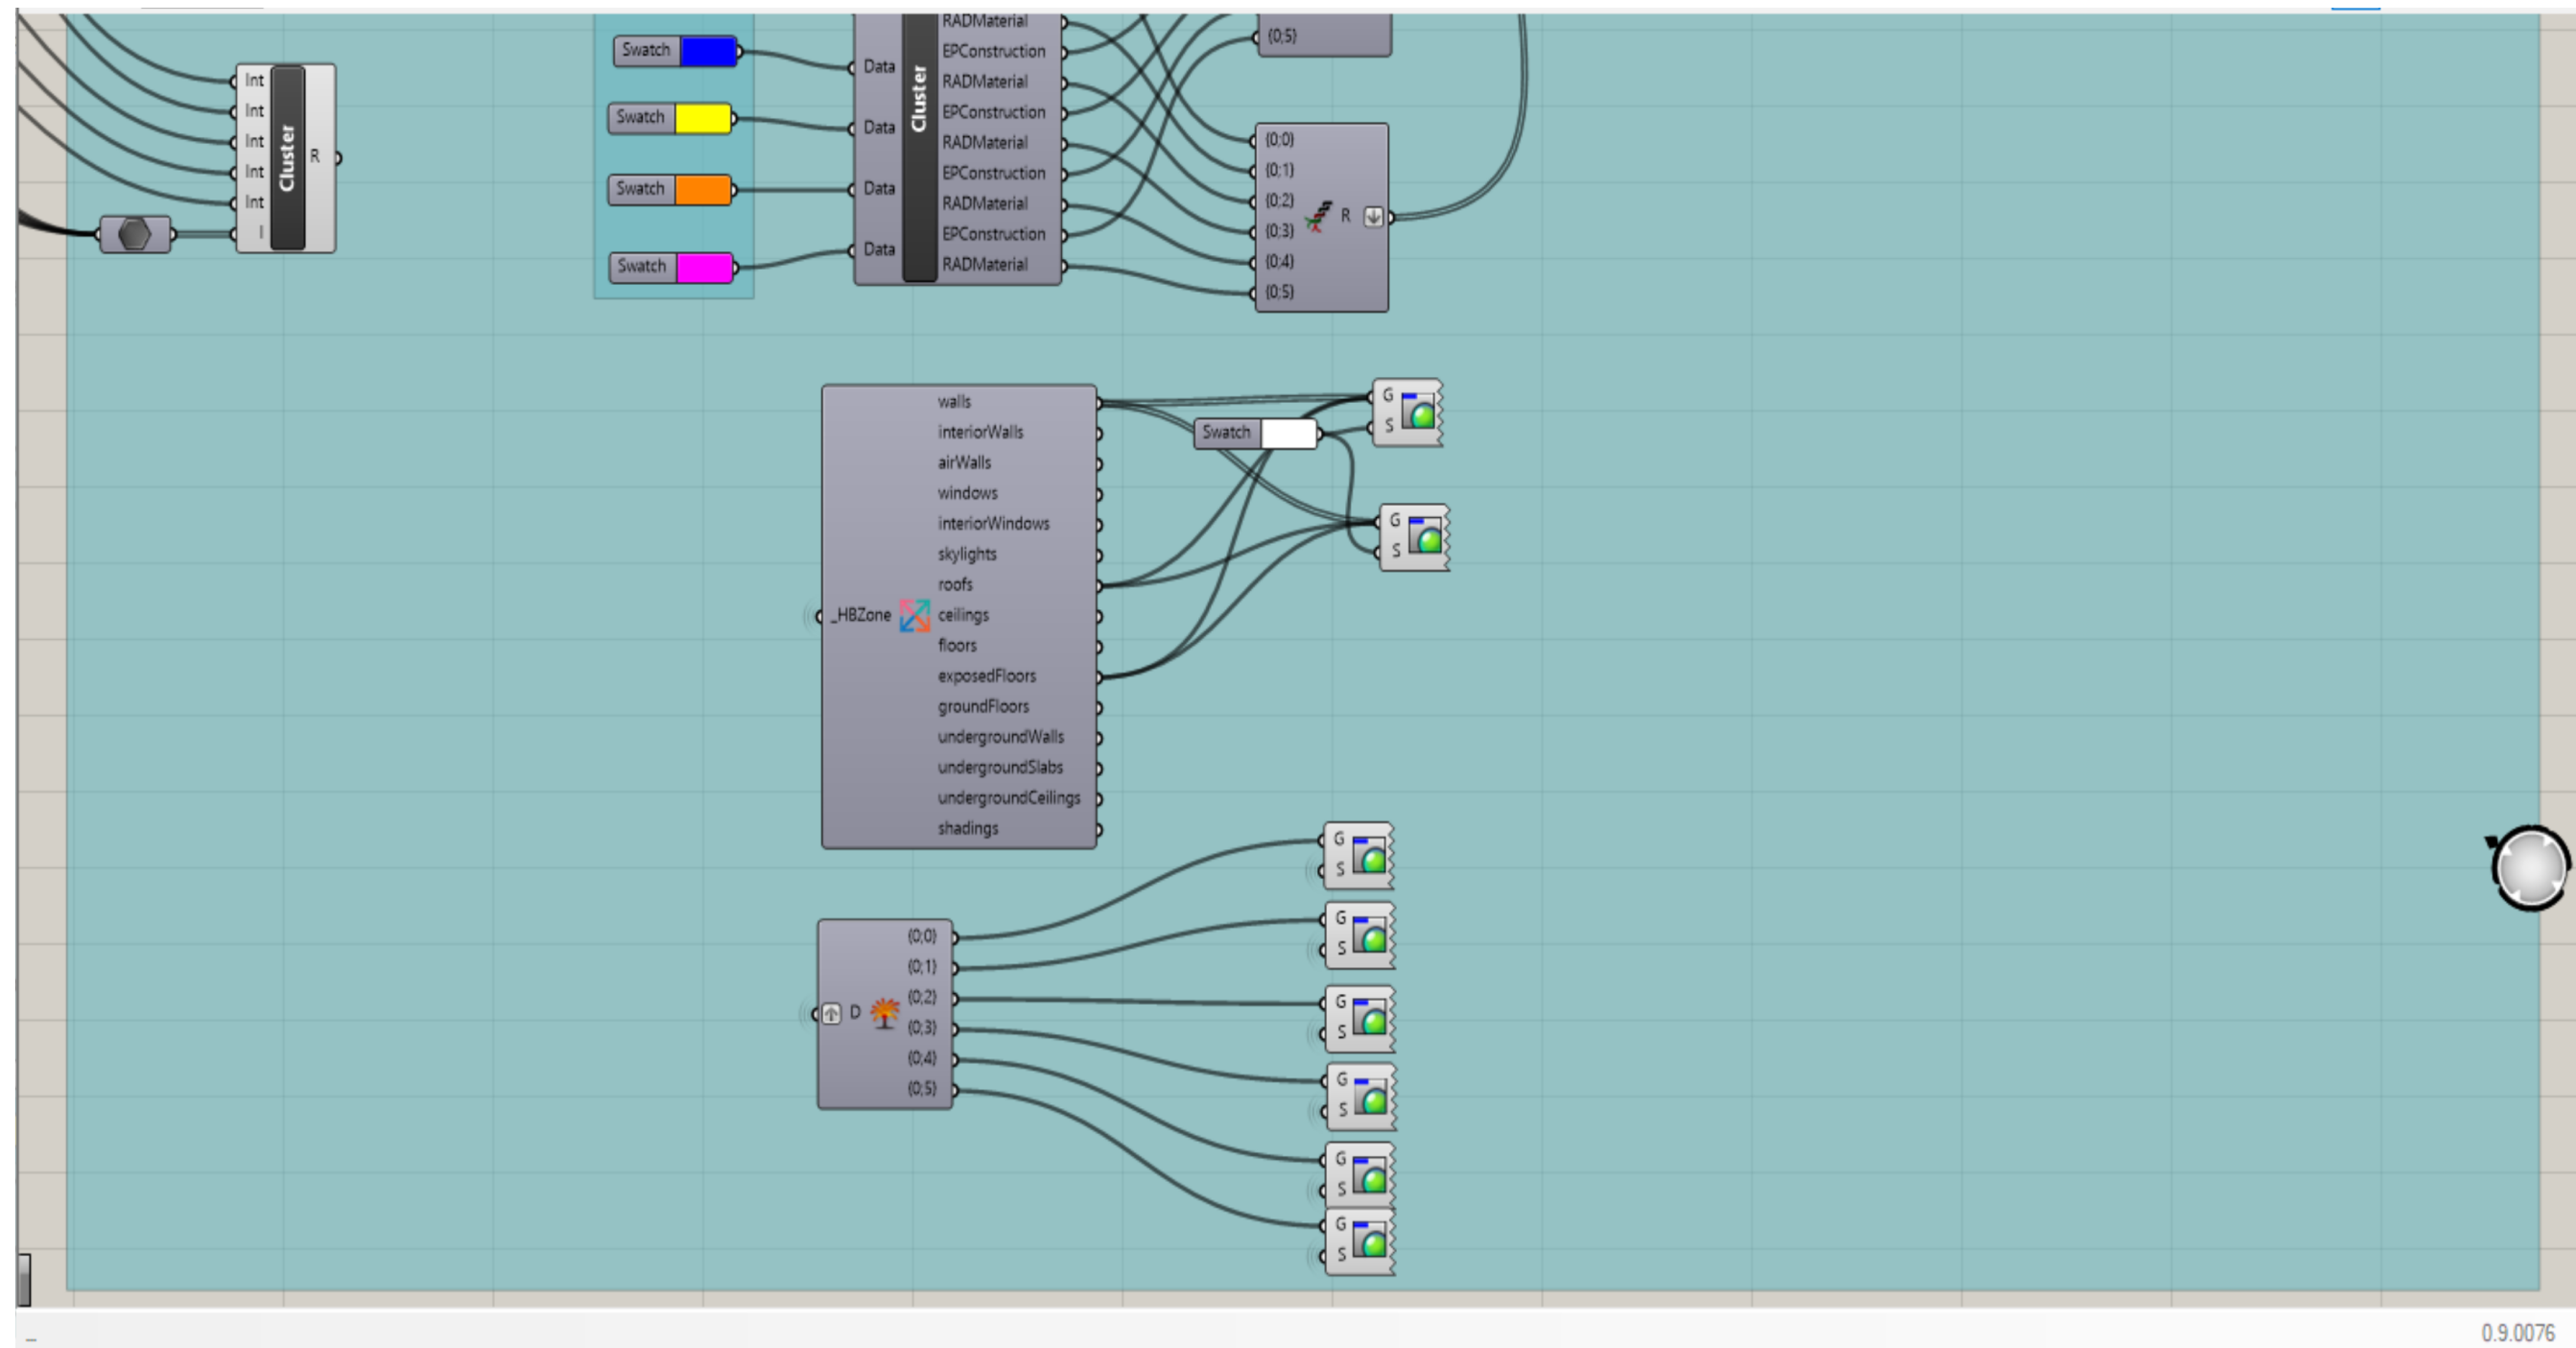 Int
Int
Int
Int
Int
I
Cluster
R
Swatch
Swatch
Swatch
Swatch
Data
Data
Data
Data
Cluster
RADMaterial
EPConstruction
RADMaterial
EPConstruction
RADMaterial
EPConstruction
RADMaterial
EPConstruction
RADMaterial
{0;5}
{0;0}
{0;1}
{0;2}
{0;3}
{0;4}
{0;5}
R
_HBZone
walls
interiorWalls
airWalls
windows
interiorWindows
skylights
roofs
ceilings
floors
exposedFloors
groundFloors
undergroundWalls
undergroundSlabs
undergroundCeilings
shadings
Swatch
G
S
G
S
D
{0;0}
{0;1}
{0;2}
{0;3}
{0;4}
{0;5}
G
S
G
S
G
S
G
S
G
S
G
S
0.9.0076